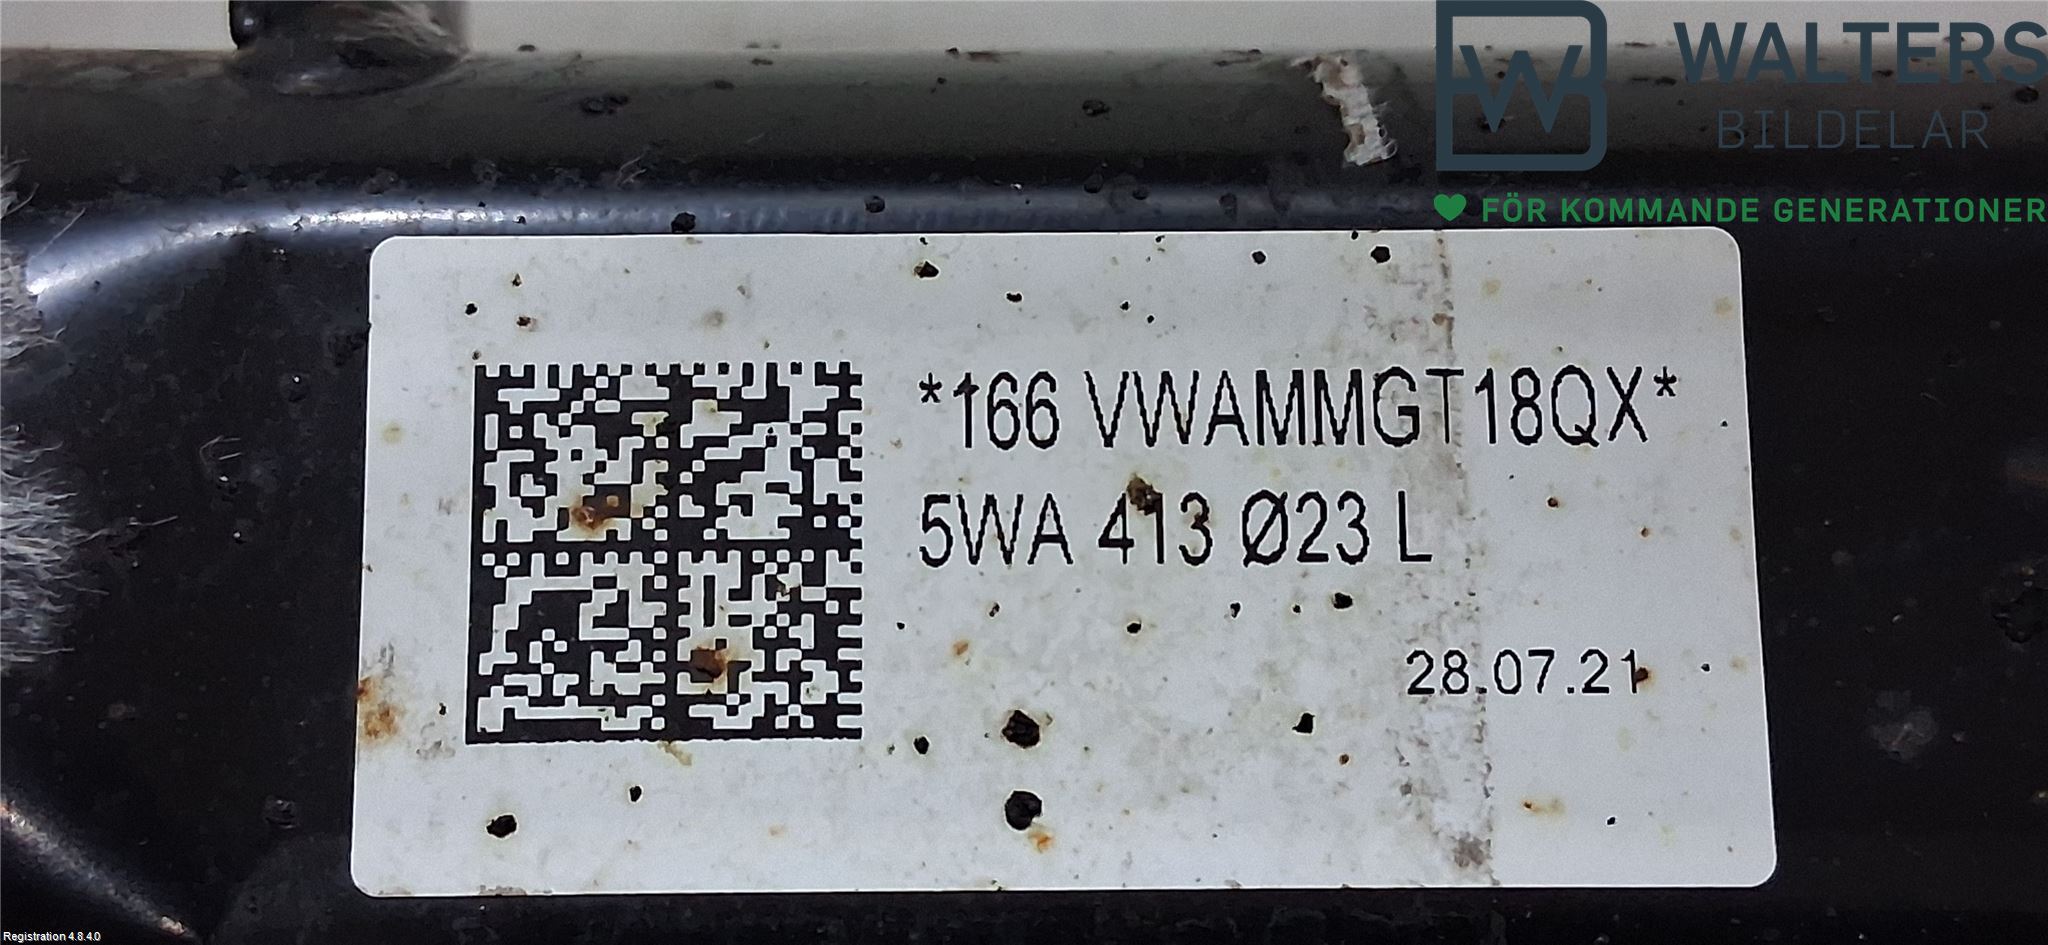 WALTERS
BILDELAR
FÖR KOMMANDE GENERATIONER
*166 VWAMMGT18QX*
5WA 413 Ø23 L
28.07.21
Registration 4.8.4.0